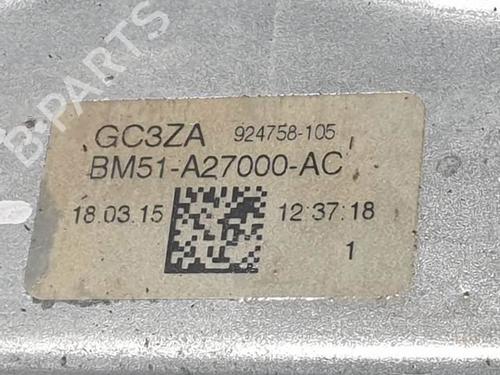 B-PARTS
GC3ZA 924758-105
BM51-A27000-AC
18.03.15 12:37:18
1